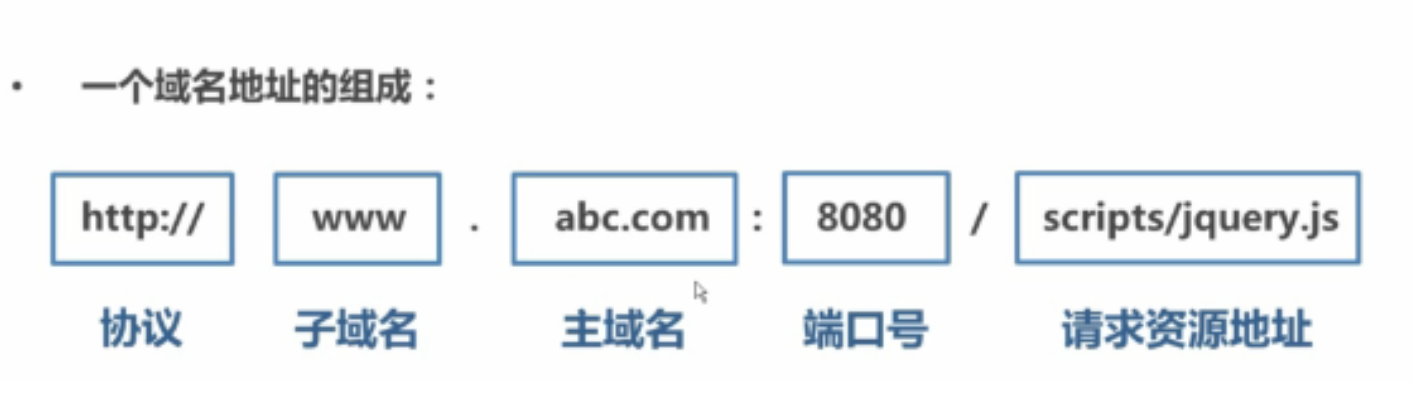 • 一个域名地址的组成：
http:// www . abc.com : 8080 / scripts/jquery.js
协议 子域名 主域名 端口号 请求资源地址